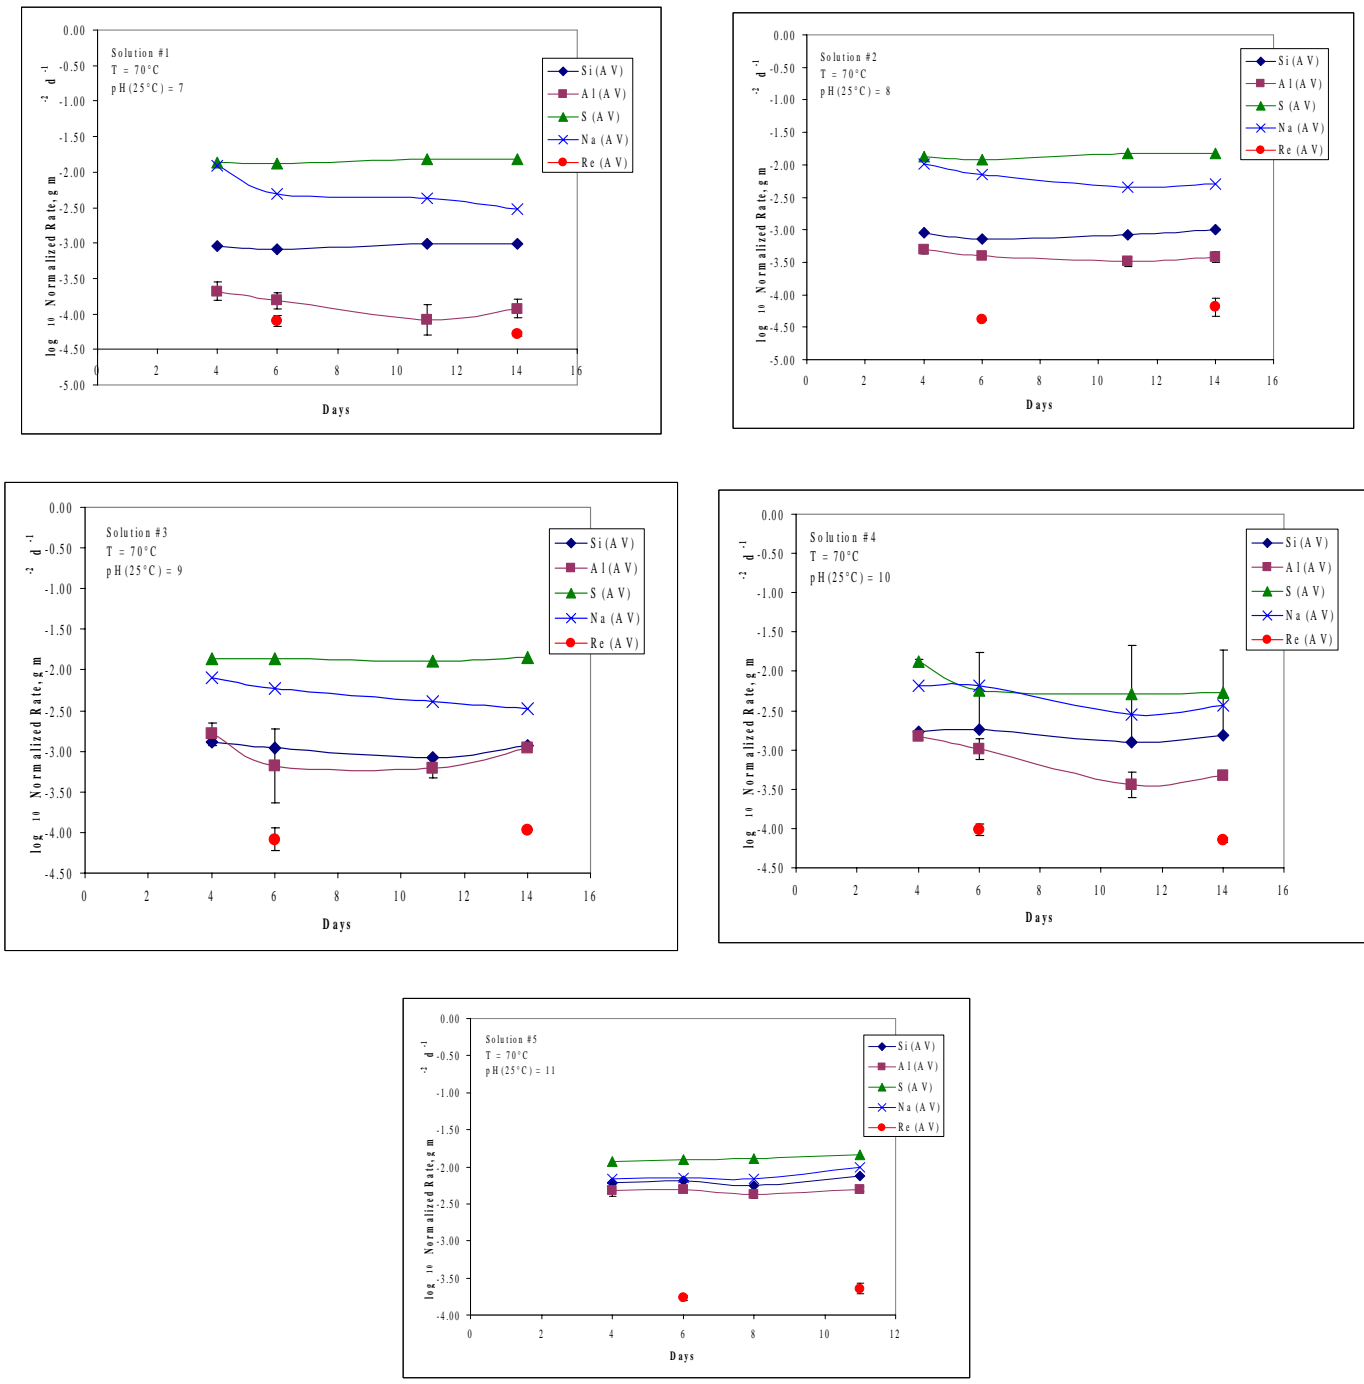 Solution #1
T = 70°C
pH(25°C) = 7
log 10 Normalized Rate, g m -2 d -1
0.00
-0.50
-1.00
-1.50
-2.00
-2.50
-3.00
-3.50
-4.00
-4.50
-5.00
0 2 4 6 8 10 12 14 16
Days
Si(AV)
Al(AV)
S (AV)
Na (AV)
Re (AV)
Solution #2
T = 70°C
pH(25°C) = 8
log 10 Normalized Rate, g m -2 d -1
0.00
-0.50
-1.00
-1.50
-2.00
-2.50
-3.00
-3.50
-4.00
-4.50
-5.00
0 2 4 6 8 10 12 14 16
Days
Si(AV)
Al(AV)
S (AV)
Na (AV)
Re (AV)
Solution #3
T = 70°C
pH(25°C) = 9
log 10 Normalized Rate, g m -2 d -1
0.00
-0.50
-1.00
-1.50
-2.00
-2.50
-3.00
-3.50
-4.00
-4.50
0 2 4 6 8 10 12 14 16
Days
Si(AV)
Al(AV)
S (AV)
Na (AV)
Re (AV)
Solution #4
T = 70°C
pH(25°C) = 10
log 10 Normalized Rate, g m -2 d -1
0.00
-0.50
-1.00
-1.50
-2.00
-2.50
-3.00
-3.50
-4.00
-4.50
0 2 4 6 8 10 12 14 16
Days
Si(AV)
Al(AV)
S (AV)
Na (AV)
Re (AV)
Solution #5
T = 70°C
pH(25°C) = 11
log 10 Normalized Rate, g m -2 d -1
0.00
-0.50
-1.00
-1.50
-2.00
-2.50
-3.00
-3.50
-4.00
0 2 4 6 8 10 12
Days
Si(AV)
Al(AV)
S (AV)
Na (AV)
Re (AV)